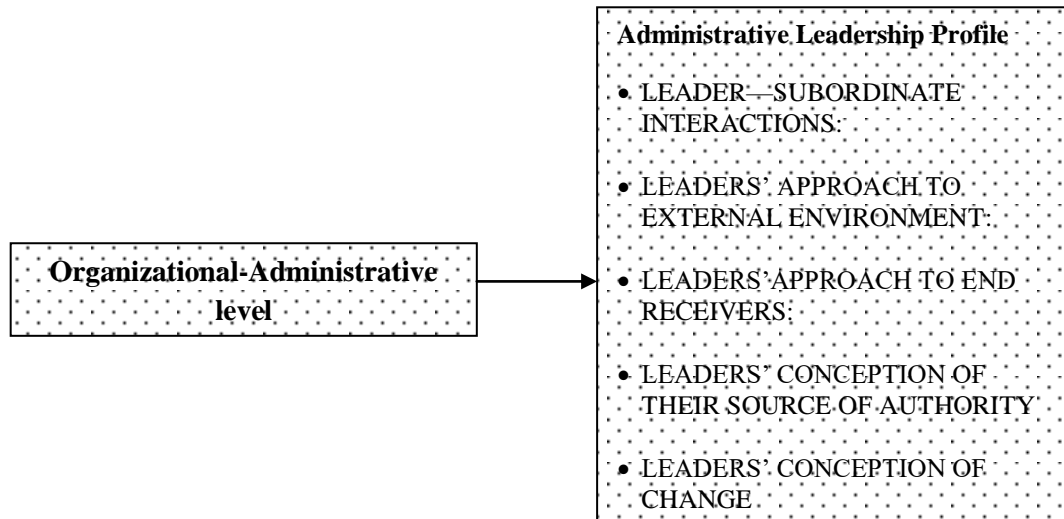 Organizational-Administrative
level
Administrative Leadership Profile
• LEADER—SUBORDINATE
INTERACTIONS:
• LEADERS' APPROACH TO
EXTERNAL ENVIRONMENT:
• LEADERS'APPROACH TO END
RECEIVERS:
• LEADERS' CONCEPTION OF
THEIR SOURCE OF AUTHORITY
• LEADERS' CONCEPTION OF
CHANGE